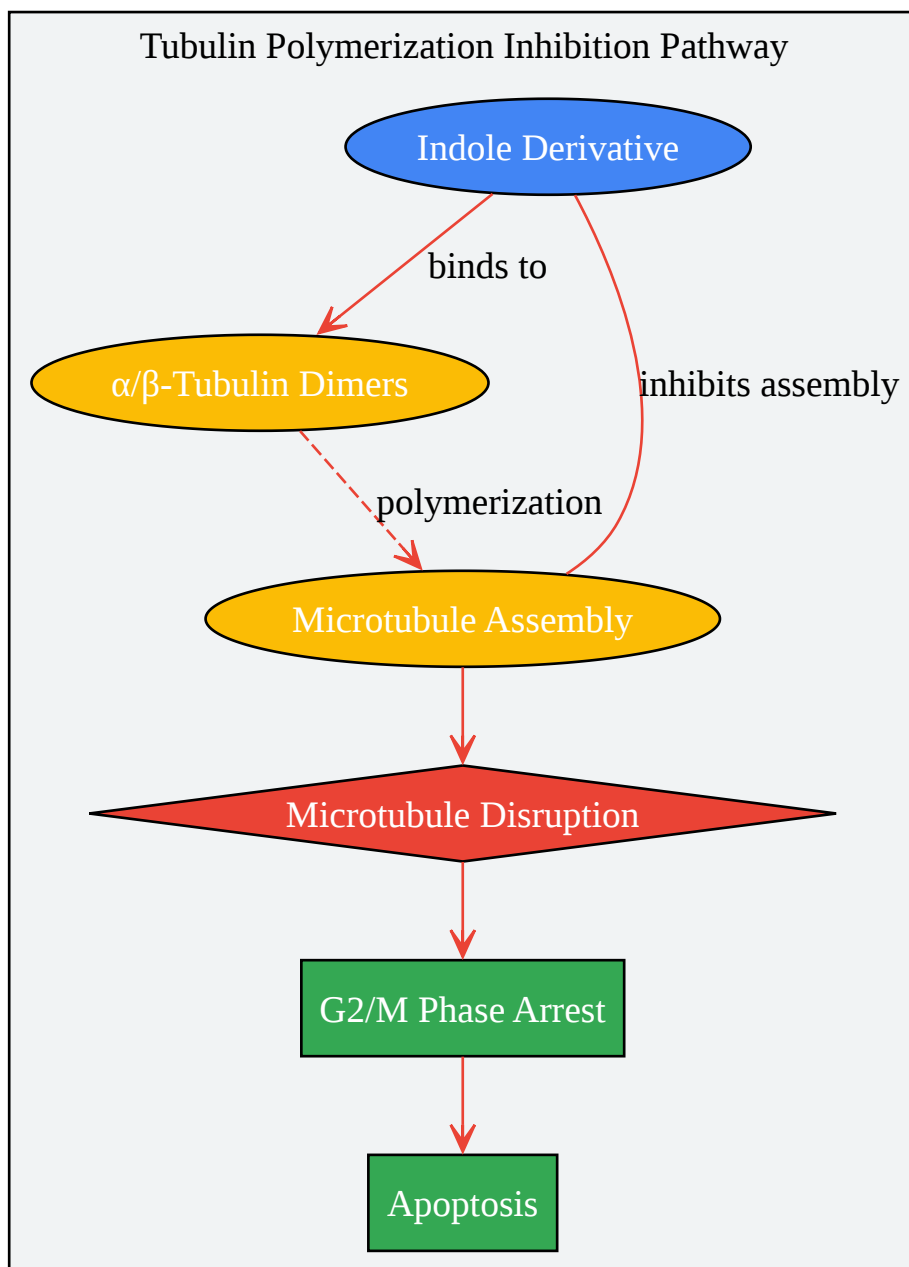 Tubulin Polymerization Inhibition Pathway
Indole Derivative
binds to
α/β-Tubulin Dimers
inhibits assembly
polymerization
Microtubule Assembly
Microtubule Disruption
G2/M Phase Arrest
Apoptosis